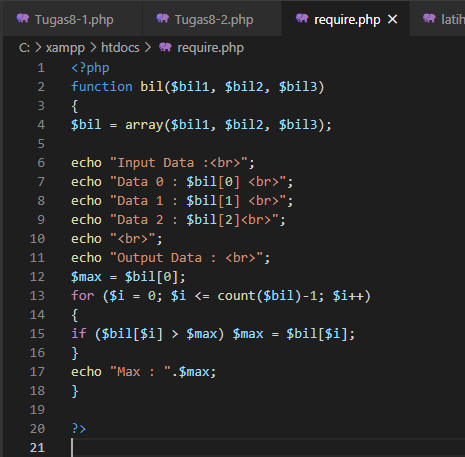 Tugas8-1.php Tugas8-2.php require.php × latih
C: > xampp > htdocs > require.php
1 <?php
2 function bil($bil1, $bil2, $bil3)
3 {
4 $bil = array($bil1, $bil2, $bil3);
5
6 echo "Input Data :<br>";
7 echo "Data 0 : $bil[0] <br>";
8 echo "Data 1 : $bil[1] <br>";
9 echo "Data 2 : $bil[2]<br>";
10 echo "<br>";
11 echo "Output Data : <br>";
12 $max = $bil[0];
13 for ($i = 0; $i <= count($bil)-1; $i++)
14 {
15 if ($bil[$i] > $max) $max = $bil[$i];
16 }
17 echo "Max : ".$max;
18 }
19
20 ?>
21